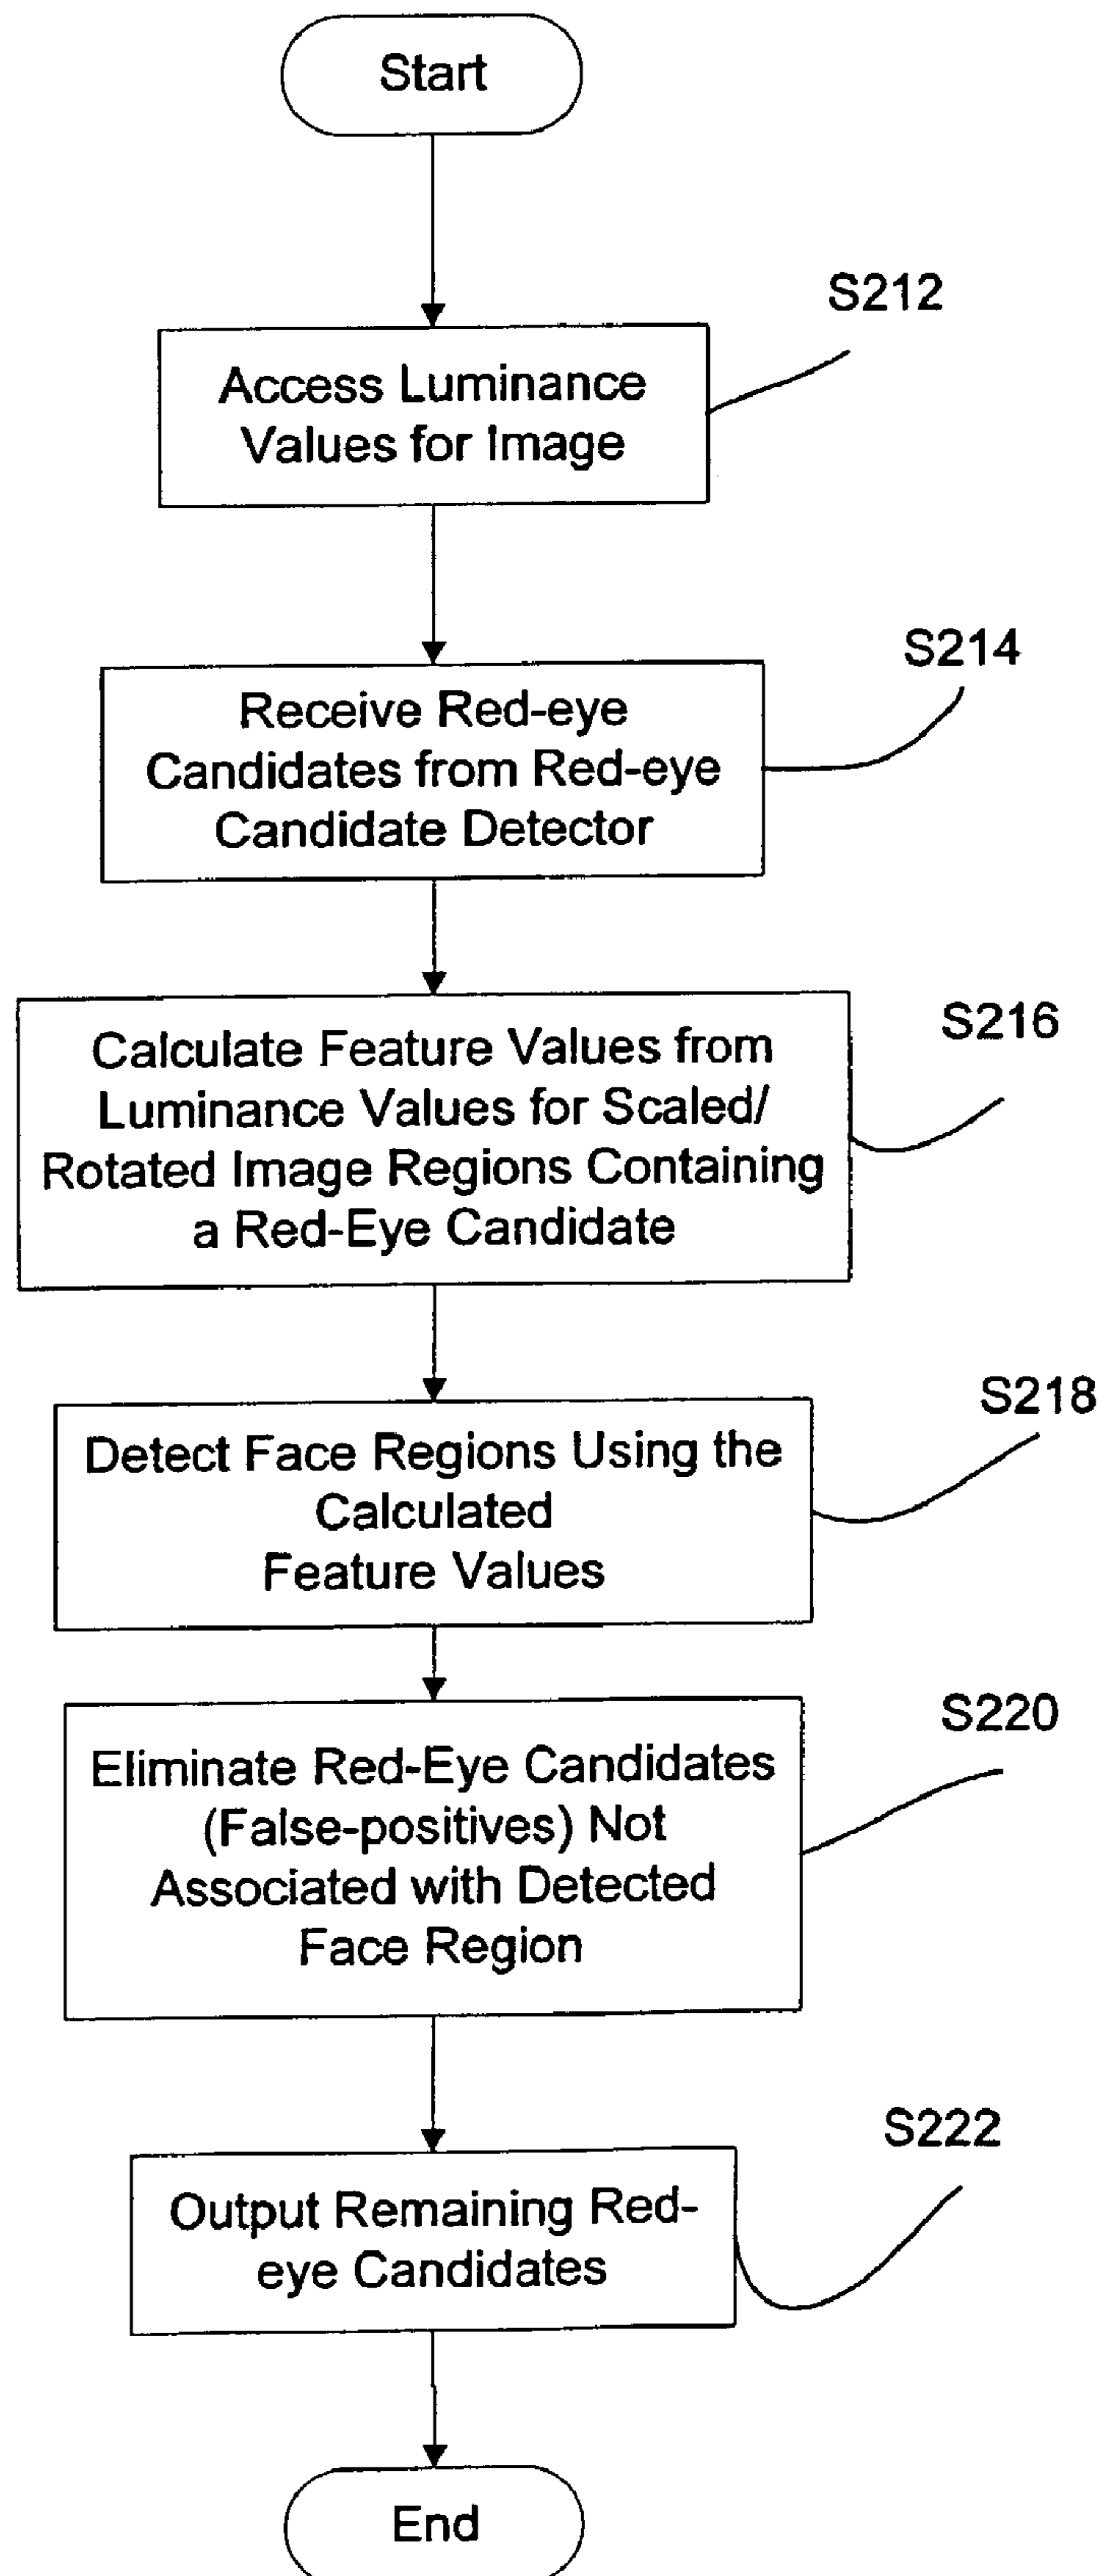 Start
S212
Access Luminance
Values for Image
S214
Receive Red-eye
Candidates from Red-eye
Candidate Detector
S216
Calculate Feature Values from
Luminance Values for Scaled/
Rotated Image Regions Containing
a Red-Eye Candidate
S218
Detect Face Regions Using the
Calculated
Feature Values
S220
Eliminate Red-Eye Candidates
(False-positives) Not
Associated with Detected
Face Region
S222
Output Remaining Red-
eye Candidates
End